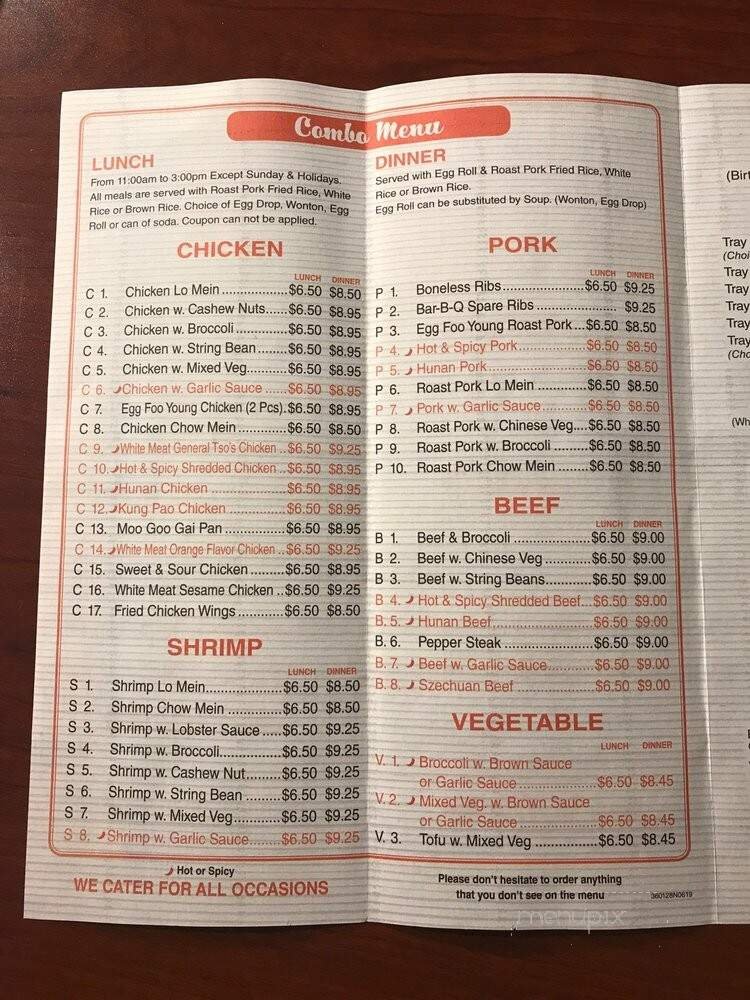 Combo Menu
LUNCH
From 11:00am to 3:00pm Except Sunday & Holidays.
All meals are served with Roast Pork Fried Rice, White
Rice or Brown Rice. Choice of Egg Drop, Wonton, Egg
Roll or can of soda. Coupon can not be applied.
CHICKEN
LUNCH DINNER
C 1. Chicken Lo Mein $6.50 $8.50
C 2. Chicken w. Cashew Nuts $6.50 $8.95
C 3. Chicken w. Broccoli $6.50 $8.95
C 4. Chicken w. String Bean $6.50 $8.95
C 5. Chicken w. Mixed Veg. $6.50 $8.95
C 6. Chicken w. Garlic Sauce $6.50 $8.95
C 7. Egg Foo Young Chicken (2 Pcs). $6.50 $8.95
C 8. Chicken Chow Mein $6.50 $8.50
C 9. White Meat General Tso's Chicken $6.50 $9.25
C 10. Hot & Spicy Shredded Chicken $6.50 $8.95
C 11. Hunan Chicken $6.50 $8.95
C 12. Kung Pao Chicken $6.50 $8.95
C 13. Moo Goo Gai Pan $6.50 $8.95
C 14. White Meat Orange Flavor Chicken $6.50 $9.25
C 15. Sweet & Sour Chicken $6.50 $8.95
C 16. White Meat Sesame Chicken $6.50 $9.25
C 17. Fried Chicken Wings $6.50 $8.50
SHRIMP
LUNCH DINNER
S 1. Shrimp Lo Mein $6.50 $8.50
S 2. Shrimp Chow Mein $6.50 $8.50
S 3. Shrimp w. Lobster Sauce $6.50 $9.25
S 4. Shrimp w. Broccoli $6.50 $9.25
S 5. Shrimp w. Cashew Nut $6.50 $9.25
S 6. Shrimp w. String Bean $6.50 $9.25
S 7. Shrimp w. Mixed Veg. $6.50 $9.25
S 8. Shrimp w. Garlic Sauce $6.50 $9.25
Hot or Spicy
WE CATER FOR ALL OCCASIONS
DINNER
Served with Egg Roll & Roast Pork Fried Rice, White
Rice or Brown Rice.
Egg Roll can be substituted by Soup. (Wonton, Egg Drop)
PORK
LUNCH DINNER
P 1. Boneless Ribs $6.50 $9.25
P 2. Bar-B-Q Spare Ribs $9.25
P 3. Egg Foo Young Roast Pork $6.50 $8.50
P 4. Hot & Spicy Pork $6.50 $8.50
P 5. Hunan Pork $6.50 $8.50
P 6. Roast Pork Lo Mein $6.50 $8.50
P 7. Pork w. Garlic Sauce $6.50 $8.50
P 8. Roast Pork w. Chinese Veg. $6.50 $8.50
P 9. Roast Pork w. Broccoli $6.50 $8.50
P 10. Roast Pork Chow Mein $6.50 $8.50
BEEF
LUNCH DINNER
B 1. Beef & Broccoli $6.50 $9.00
B 2. Beef w. Chinese Veg $6.50 $9.00
B 3. Beef w. String Beans $6.50 $9.00
B 4. Hot & Spicy Shredded Beef $6.50 $9.00
B. 5. Hunan Beef $6.50 $9.00
B. 6. Pepper Steak $6.50 $9.00
B. 7. Beef w. Garlic Sauce $6.50 $9.00
B. 8. Szechuan Beef $6.50 $9.00
VEGETABLE
LUNCH DINNER
V. 1. Broccoli w. Brown Sauce
or Garlic Sauce $6.50 $8.45
V. 2. Mixed Veg. w. Brown Sauce
or Garlic Sauce $6.50 $8.45
V. 3. Tofu w. Mixed Veg $6.50 $8.45
Please don't hesitate to order anything
that you don't see on the menu
360128N0619
menupix
(Birt
Tray
(Choi
Tray
Tray
Tray
Tray
(Cho
(Wh